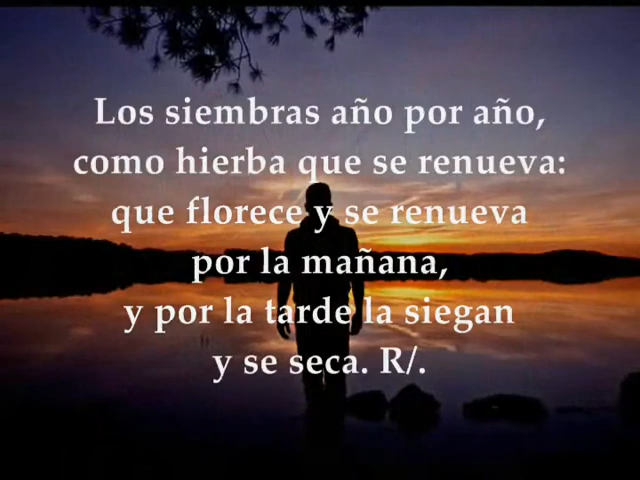 Los siembras año por año,
como hierba que se renueva:
que florece y se renueva
por la mañana,
y por la tarde la siegan
y se seca. R/.